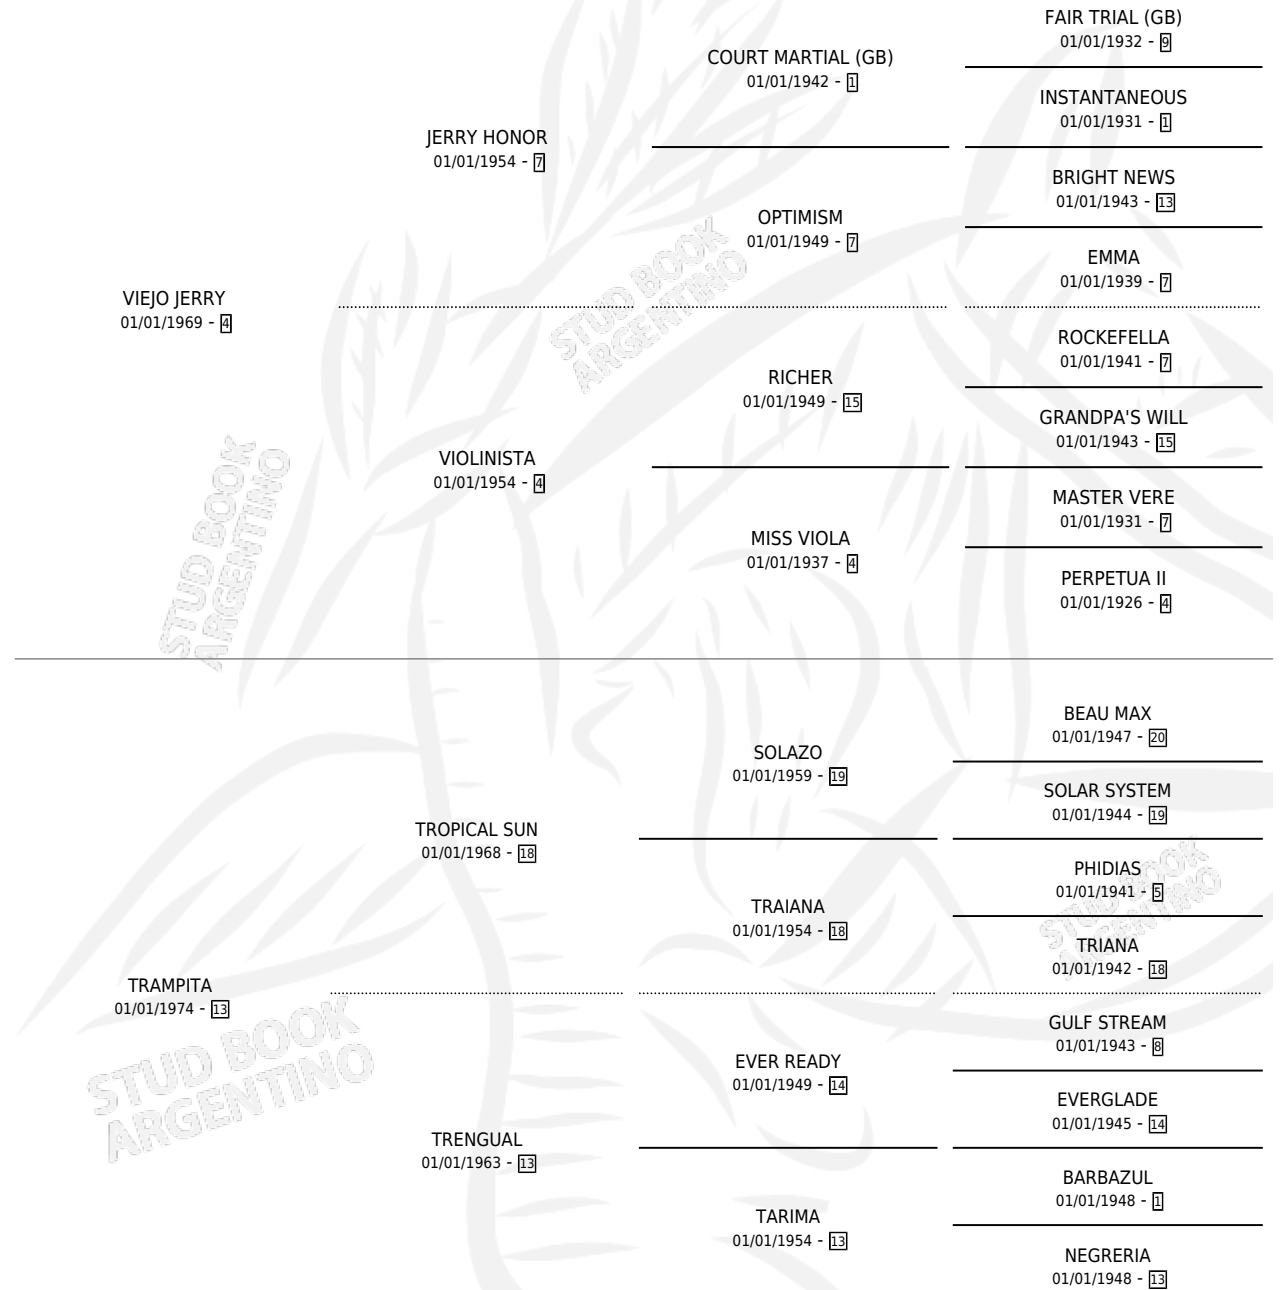 FAIR TRIAL (GB)
01/01/1932 - 9
COURT MARTIAL (GB)
01/01/1942 - 1
INSTANTANEOUS
01/01/1931 - 1
JERRY HONOR
01/01/1954 - 7
BRIGHT NEWS
01/01/1943 - 13
OPTIMISM
01/01/1949 - 7
EMMA
01/01/1939 - 7
VIEJO JERRY
01/01/1969 - 4
ROCKEFELLA
01/01/1941 - 7
RICHER
01/01/1949 - 15
GRANDPA'S WILL
01/01/1943 - 15
VIOLINISTA
01/01/1954 - 4
MASTER VERE
01/01/1931 - 7
MISS VIOLA
01/01/1937 - 4
PERPETUA II
01/01/1926 - 4
BEAU MAX
01/01/1947 - 20
SOLAZO
01/01/1959 - 19
SOLAR SYSTEM
01/01/1944 - 19
TROPICAL SUN
01/01/1968 - 18
PHIDIAS
01/01/1941 - 5
TRAIANA
01/01/1954 - 18
TRIANA
01/01/1942 - 18
TRAMPITA
01/01/1974 - 13
GULF STREAM
01/01/1943 - 8
EVER READY
01/01/1949 - 14
EVERGLADE
01/01/1945 - 14
TRENGUAL
01/01/1963 - 13
BARBAZUL
01/01/1948 - 1
TARIMA
01/01/1954 - 13
NEGRERIA
01/01/1948 - 13
STUD BOOK
ARGENTINO
STUD BOOK
ARGENTINO
STUD BOOK
ARGENTINO
STUD BOOK
ARGENTINO